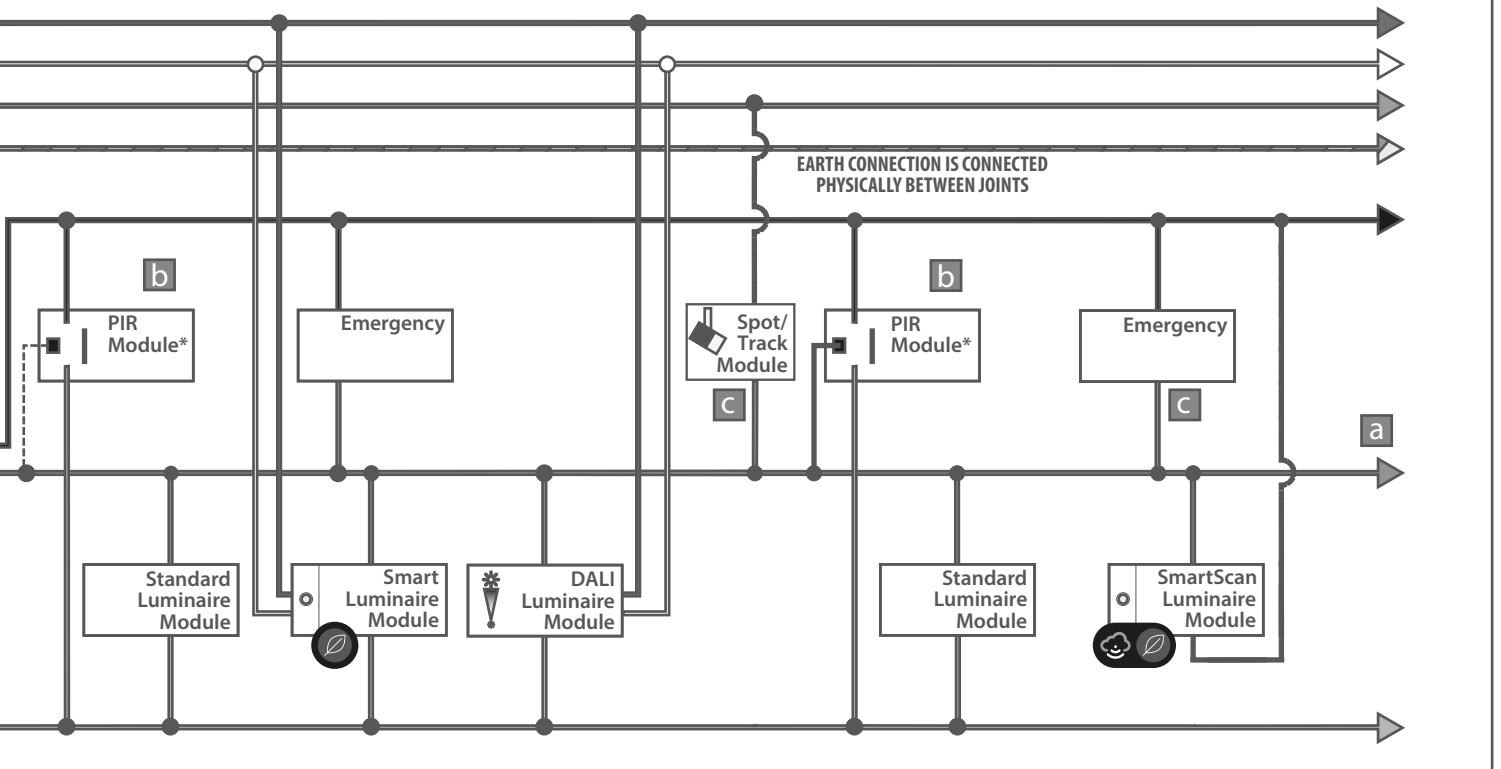 EARTH CONNECTION IS CONNECTED
PHYSICALLY BETWEEN JOINTS
b
PIR
Module*
Emergency
Spot/
Track
Module
c
b
PIR
Module*
Emergency
c
a
Standard
Luminaire
Module
Smart
Luminaire
Module
DALI
Luminaire
Module
Standard
Luminaire
Module
SmartScan
Luminaire
Module